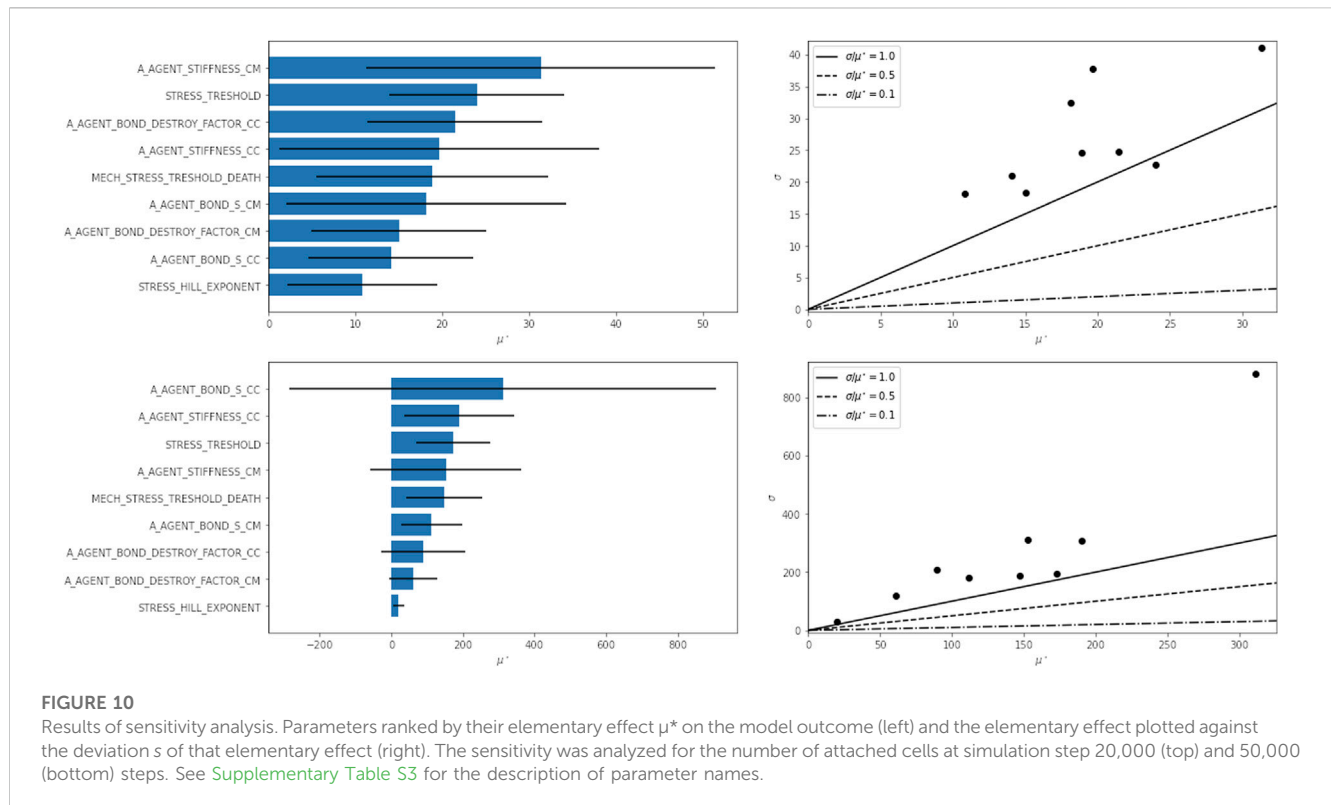 A_AGENT_STIFFNESS_CM
STRESS_TRESHOLD
A_AGENT_BOND_DESTROY_FACTOR_CC
A_AGENT_STIFFNESS_CC
MECH_STRESS_TRESHOLD_DEATH
A_AGENT_BOND_S_CM
A_AGENT_BOND_DESTROY_FACTOR_CM
A_AGENT_BOND_S_CC
STRESS_HILL_EXPONENT
0 10 20 30 40 50
μ*
σ/μ* = 1.0
σ/μ* = 0.5
σ/μ* = 0.1
40
35
30
25
20
15
10
5
0
σ
0 5 10 15 20 25 30
μ*
A_AGENT_BOND_S_CC
A_AGENT_STIFFNESS_CC
STRESS_TRESHOLD
A_AGENT_STIFFNESS_CM
MECH_STRESS_TRESHOLD_DEATH
A_AGENT_BOND_S_CM
A_AGENT_BOND_DESTROY_FACTOR_CC
A_AGENT_BOND_DESTROY_FACTOR_CM
STRESS_HILL_EXPONENT
−200 0 200 400 600 800
μ*
σ/μ* = 1.0
σ/μ* = 0.5
σ/μ* = 0.1
800
600
400
200
0
σ
0 50 100 150 200 250 300
μ*
FIGURE 10
Results of sensitivity analysis. Parameters ranked by their elementary effect μ* on the model outcome (left) and the elementary effect plotted against
the deviation s of that elementary effect (right). The sensitivity was analyzed for the number of attached cells at simulation step 20,000 (top) and 50,000
(bottom) steps. See Supplementary Table S3 for the description of parameter names.